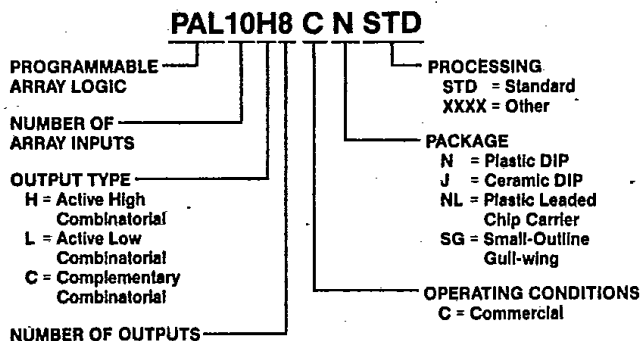 PAL10H8 C N STD
PROGRAMMABLE
ARRAY LOGIC
NUMBER OF
ARRAY INPUTS
OUTPUT TYPE
H = Active High
Combinatorial
L = Active Low
Combinatorial
C = Complementary
Combinatorial
NUMBER OF OUTPUTS
PROCESSING
STD = Standard
XXXX = Other
PACKAGE
N = Plastic DIP
J = Ceramic DIP
NL = Plastic Leaded
Chip Carrier
SG = Small-Outline
Gull-wing
OPERATING CONDITIONS
C = Commercial